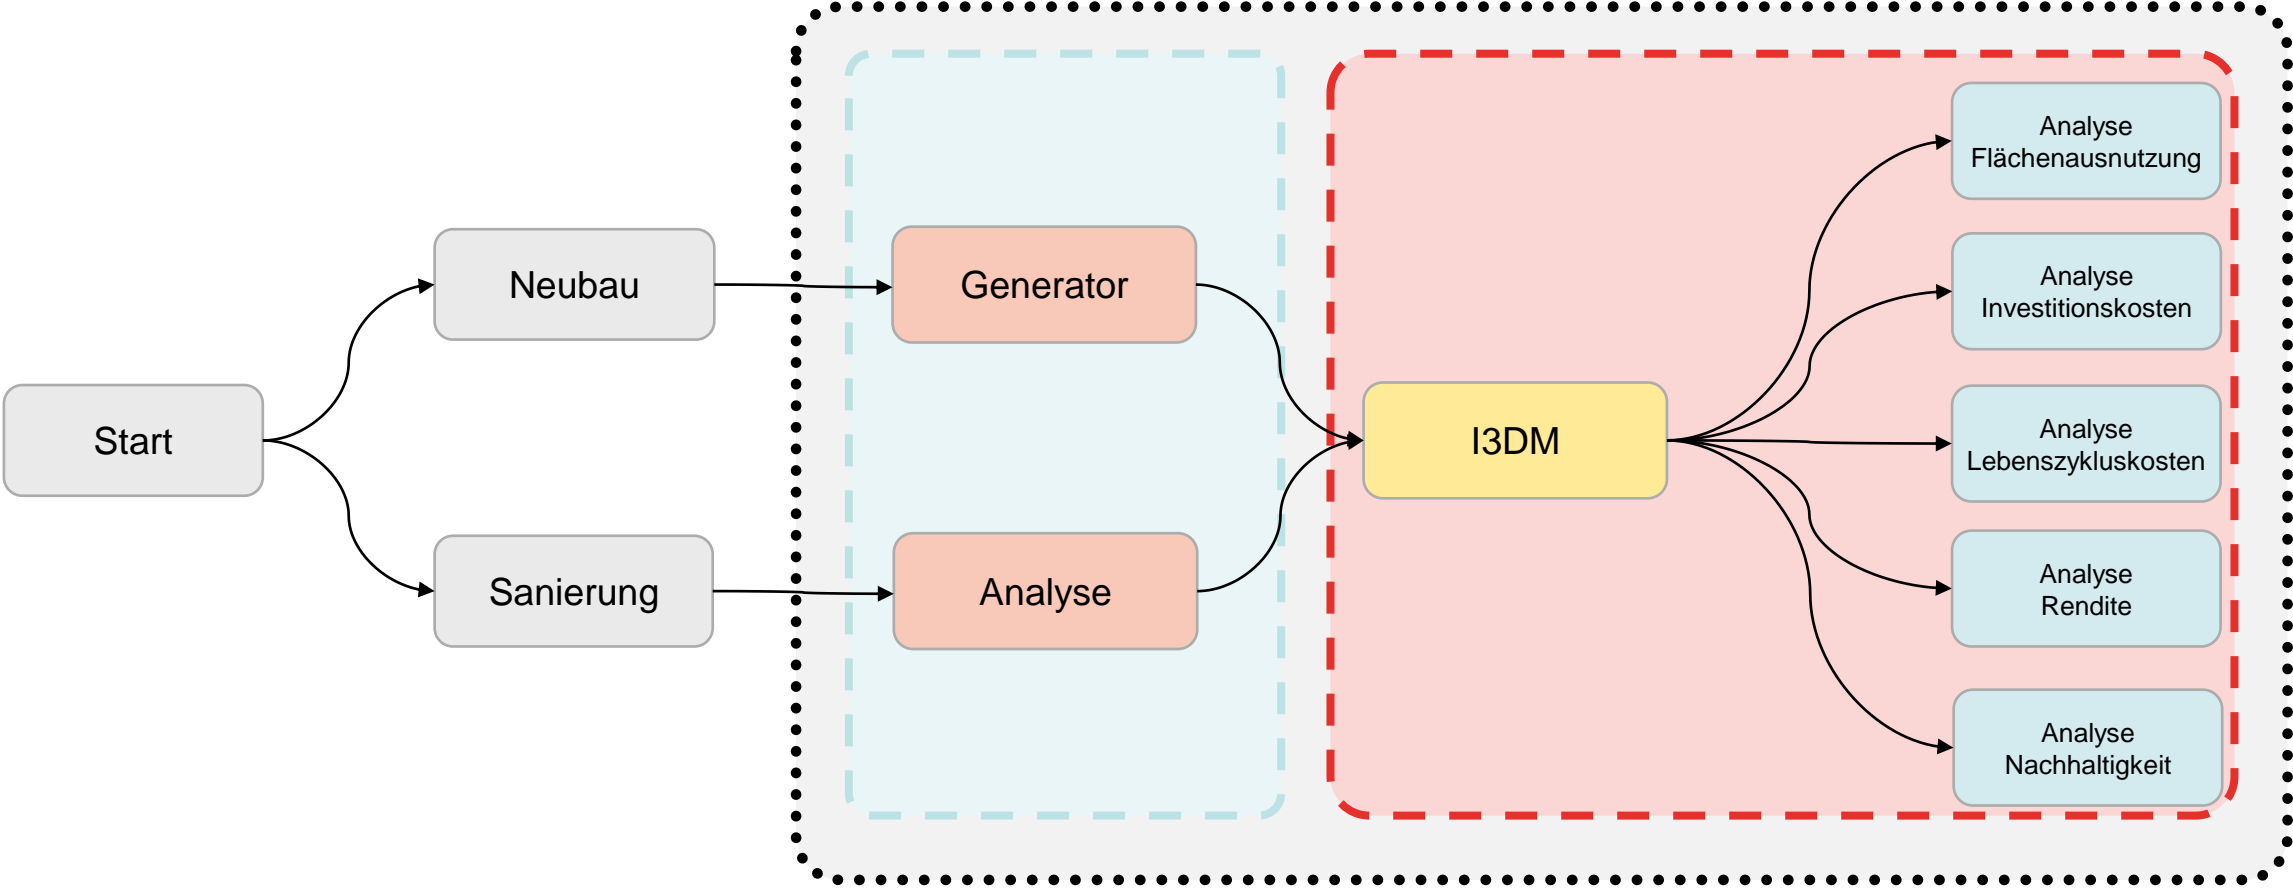 Start
Neubau
Sanierung
Generator
Analyse
I3DM
Analyse
Flächenausnutzung
Analyse
Investitionskosten
Analyse
Lebenszykluskosten
Analyse
Rendite
Analyse
Nachhaltigkeit